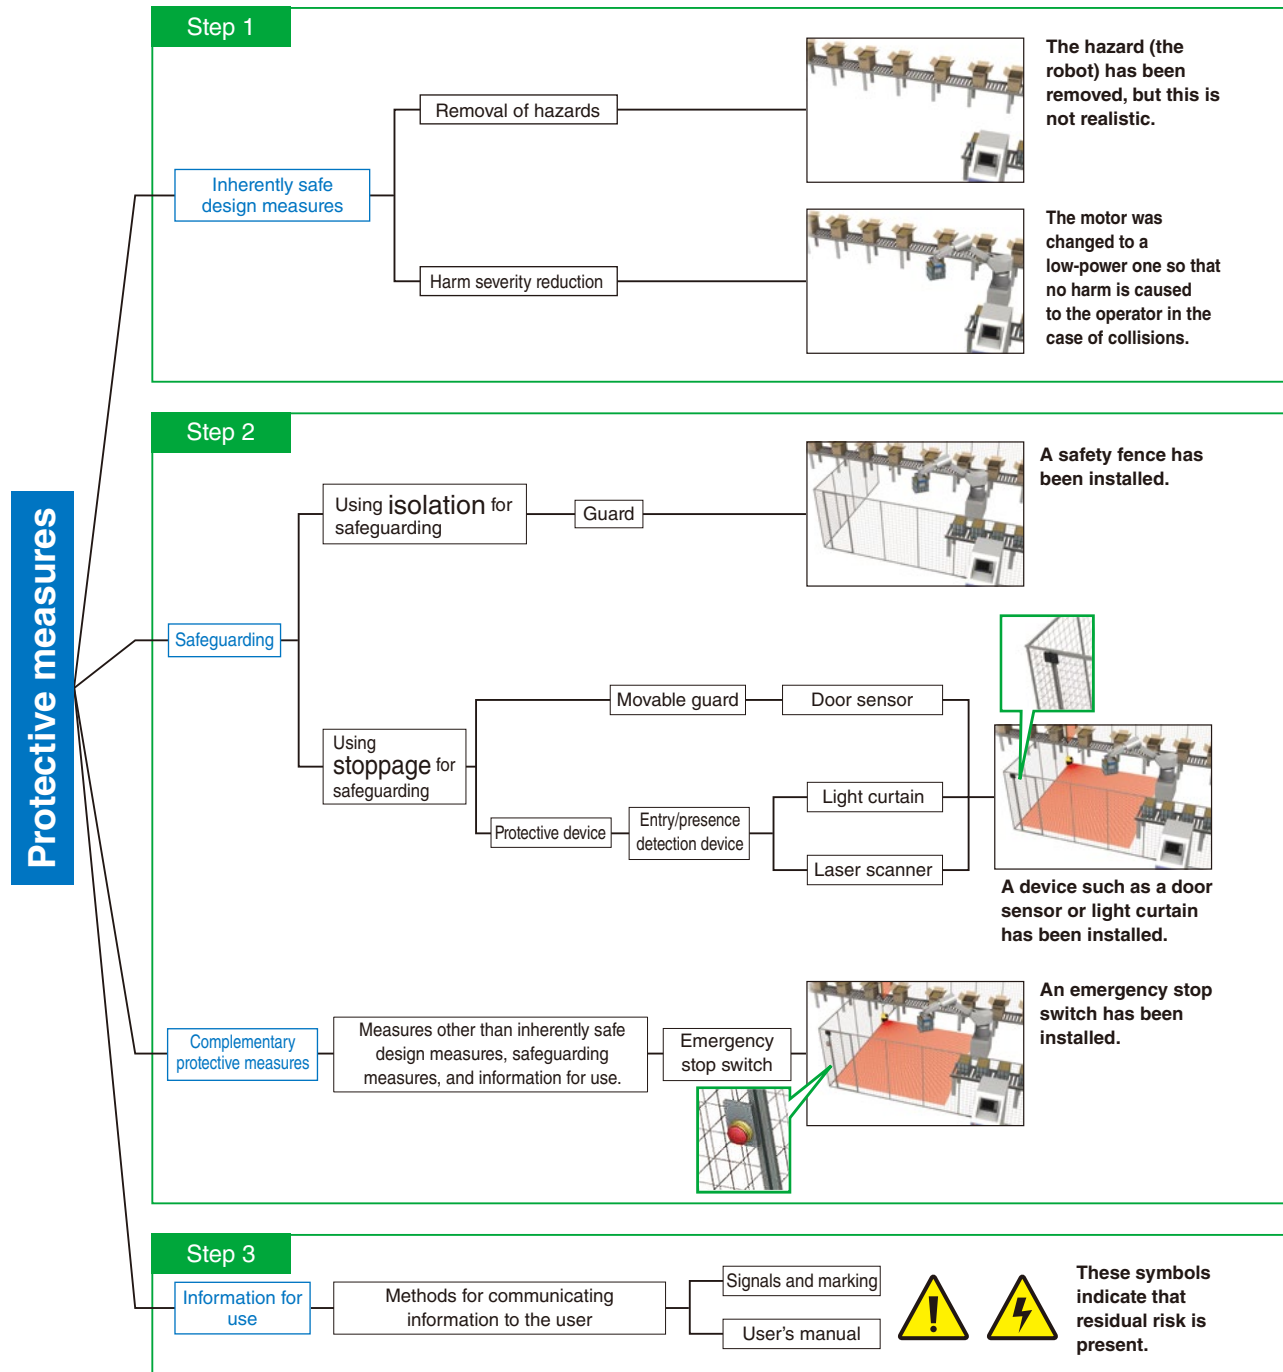 Protective measures
Step 1
Inherently safe
design measures
Removal of hazards
The hazard (the
robot) has been
removed, but this is
not realistic.
Harm severity reduction
The motor was
changed to a
low-power one so that
no harm is caused
to the operator in the
case of collisions.
Step 2
Safeguarding
Using isolation for
safeguarding
Guard
A safety fence has
been installed.
Using
stoppage for
safeguarding
Movable guard
Door sensor
Protective device
Entry/presence
detection device
Light curtain
Laser scanner
A device such as a door
sensor or light curtain
has been installed.
Complementary
protective measures
Measures other than inherently safe
design measures, safeguarding
measures, and information for use.
Emergency
stop switch
An emergency stop
switch has been
installed.
Step 3
Information for
use
Methods for communicating
information to the user
Signals and marking
User's manual
These symbols
indicate that
residual risk is
present.